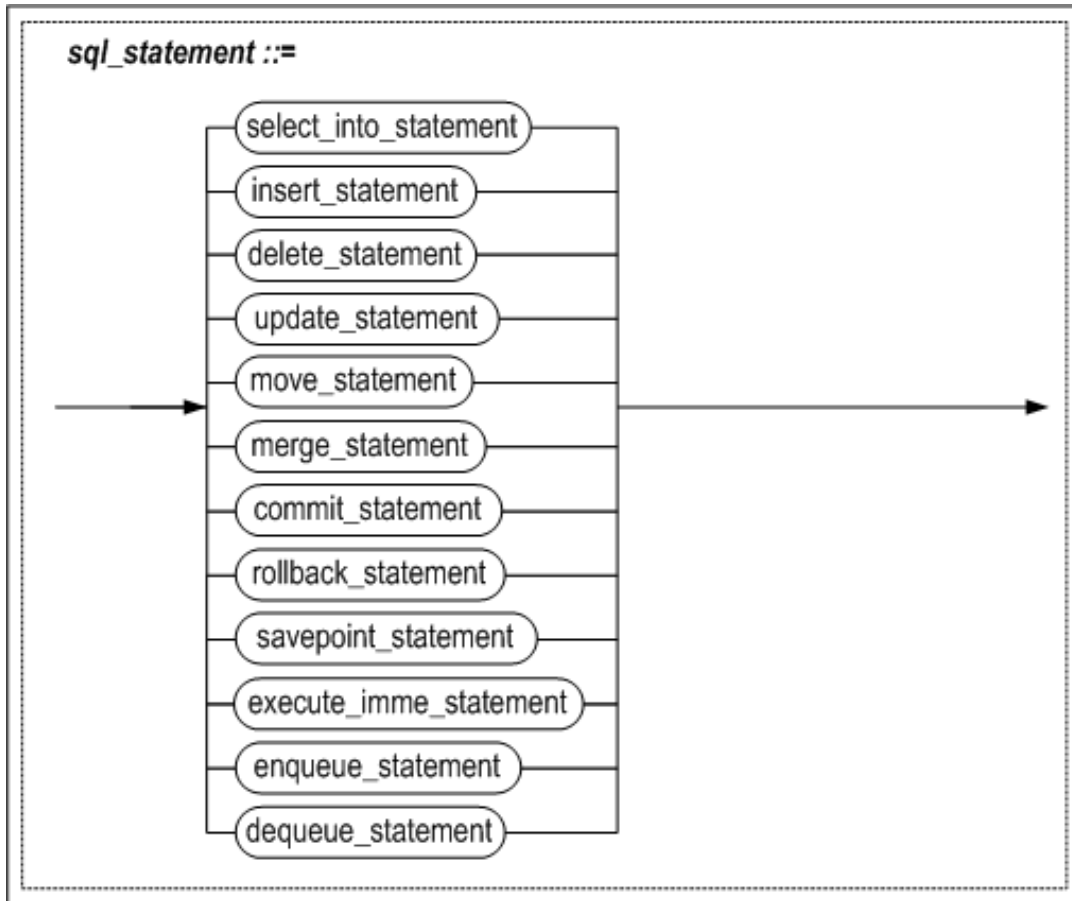 sql_statement ::=
select_into_statement
insert_statement
delete_statement
update_statement
move_statement
merge_statement
commit_statement
rollback_statement
savepoint_statement
execute_imme_statement
enqueue_statement
dequeue_statement